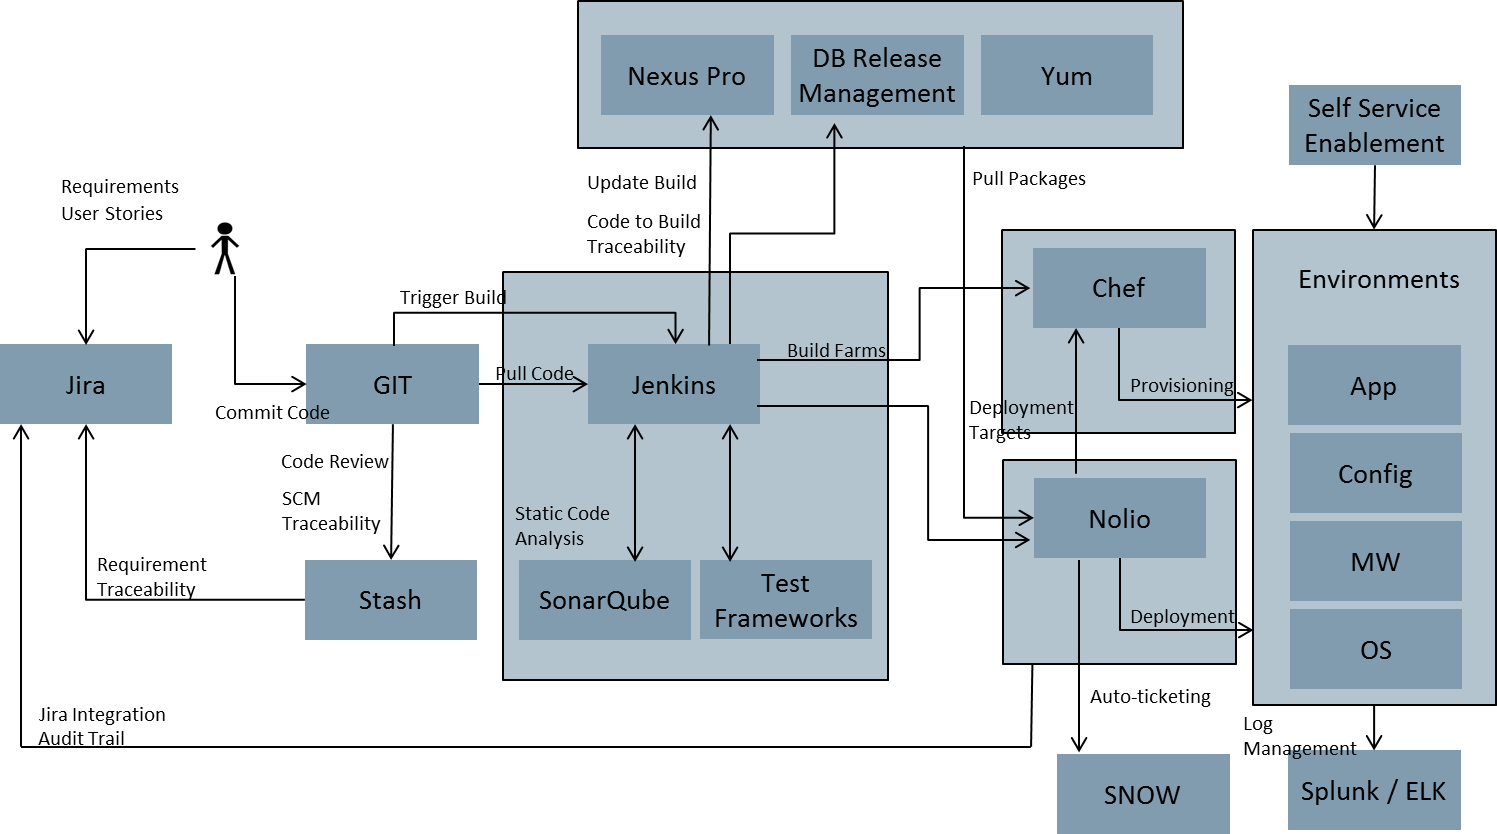 Nexus Pro
DB Release
Management
Yum
Self Service
Enablement
Requirements
User Stories
Update Build
Code to Build
Traceability
Pull Packages
Trigger Build
Chef
Environments
Jira
GIT
Pull Code
Jenkins
Build Farms
Provisioning
App
Commit Code
Deployment
Targets
Code Review
SCM
Traceability
Config
Static Code
Analysis
Nolio
Requirement
Traceability
Stash
SonarQube
Test
Frameworks
MW
Deployment
OS
Jira Integration
Audit Trail
Auto-ticketing
Log
Management
SNOW
Splunk / ELK